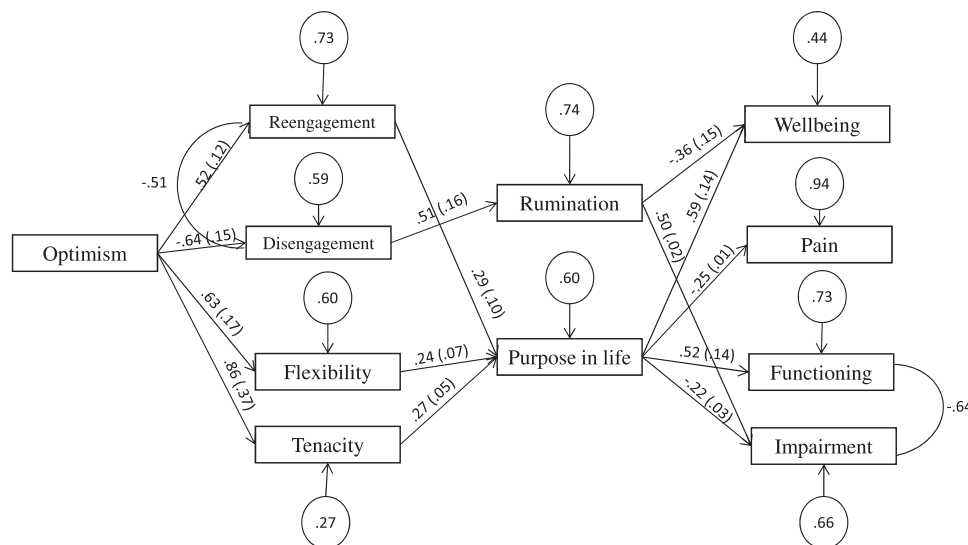 .73
.44
Reengagement
.74
Wellbeing
.52 (.12)
-.36 (.15)
-.51
.59
.94
.59 (.14)
.51 (.16)
Rumination
.50 (.02)
Optimism
-.64 (.15)
Disengagement
Pain
.63 (.17)
.60
.29 (.10)
.60
-.25 (.01)
.73
.86 (.37)
Flexibility
.24 (.07)
Purpose in life
.52 (.14)
Functioning
.27 (.05)
-.22 (.03)
-.64
Tenacity
Impairment
.27
.66